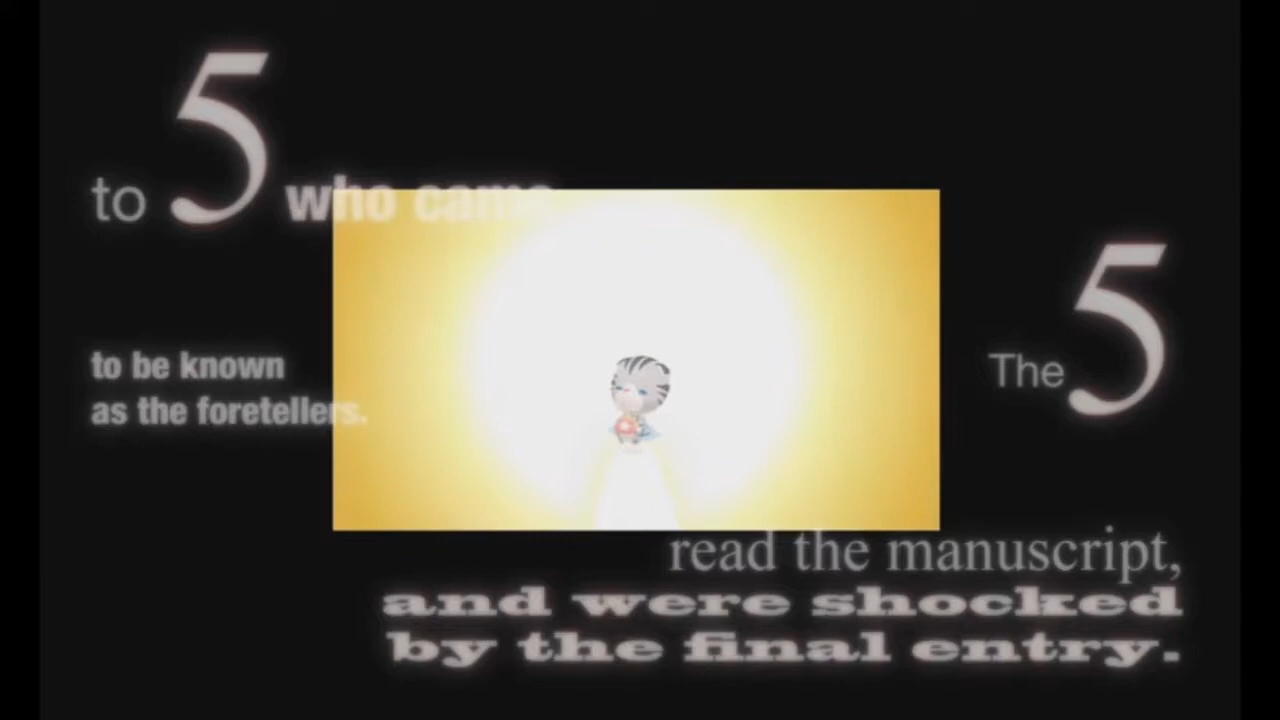 to 5 who came
to be known
as the foretellers.
The 5
read the manuscript,
and were shocked
by the final entry.